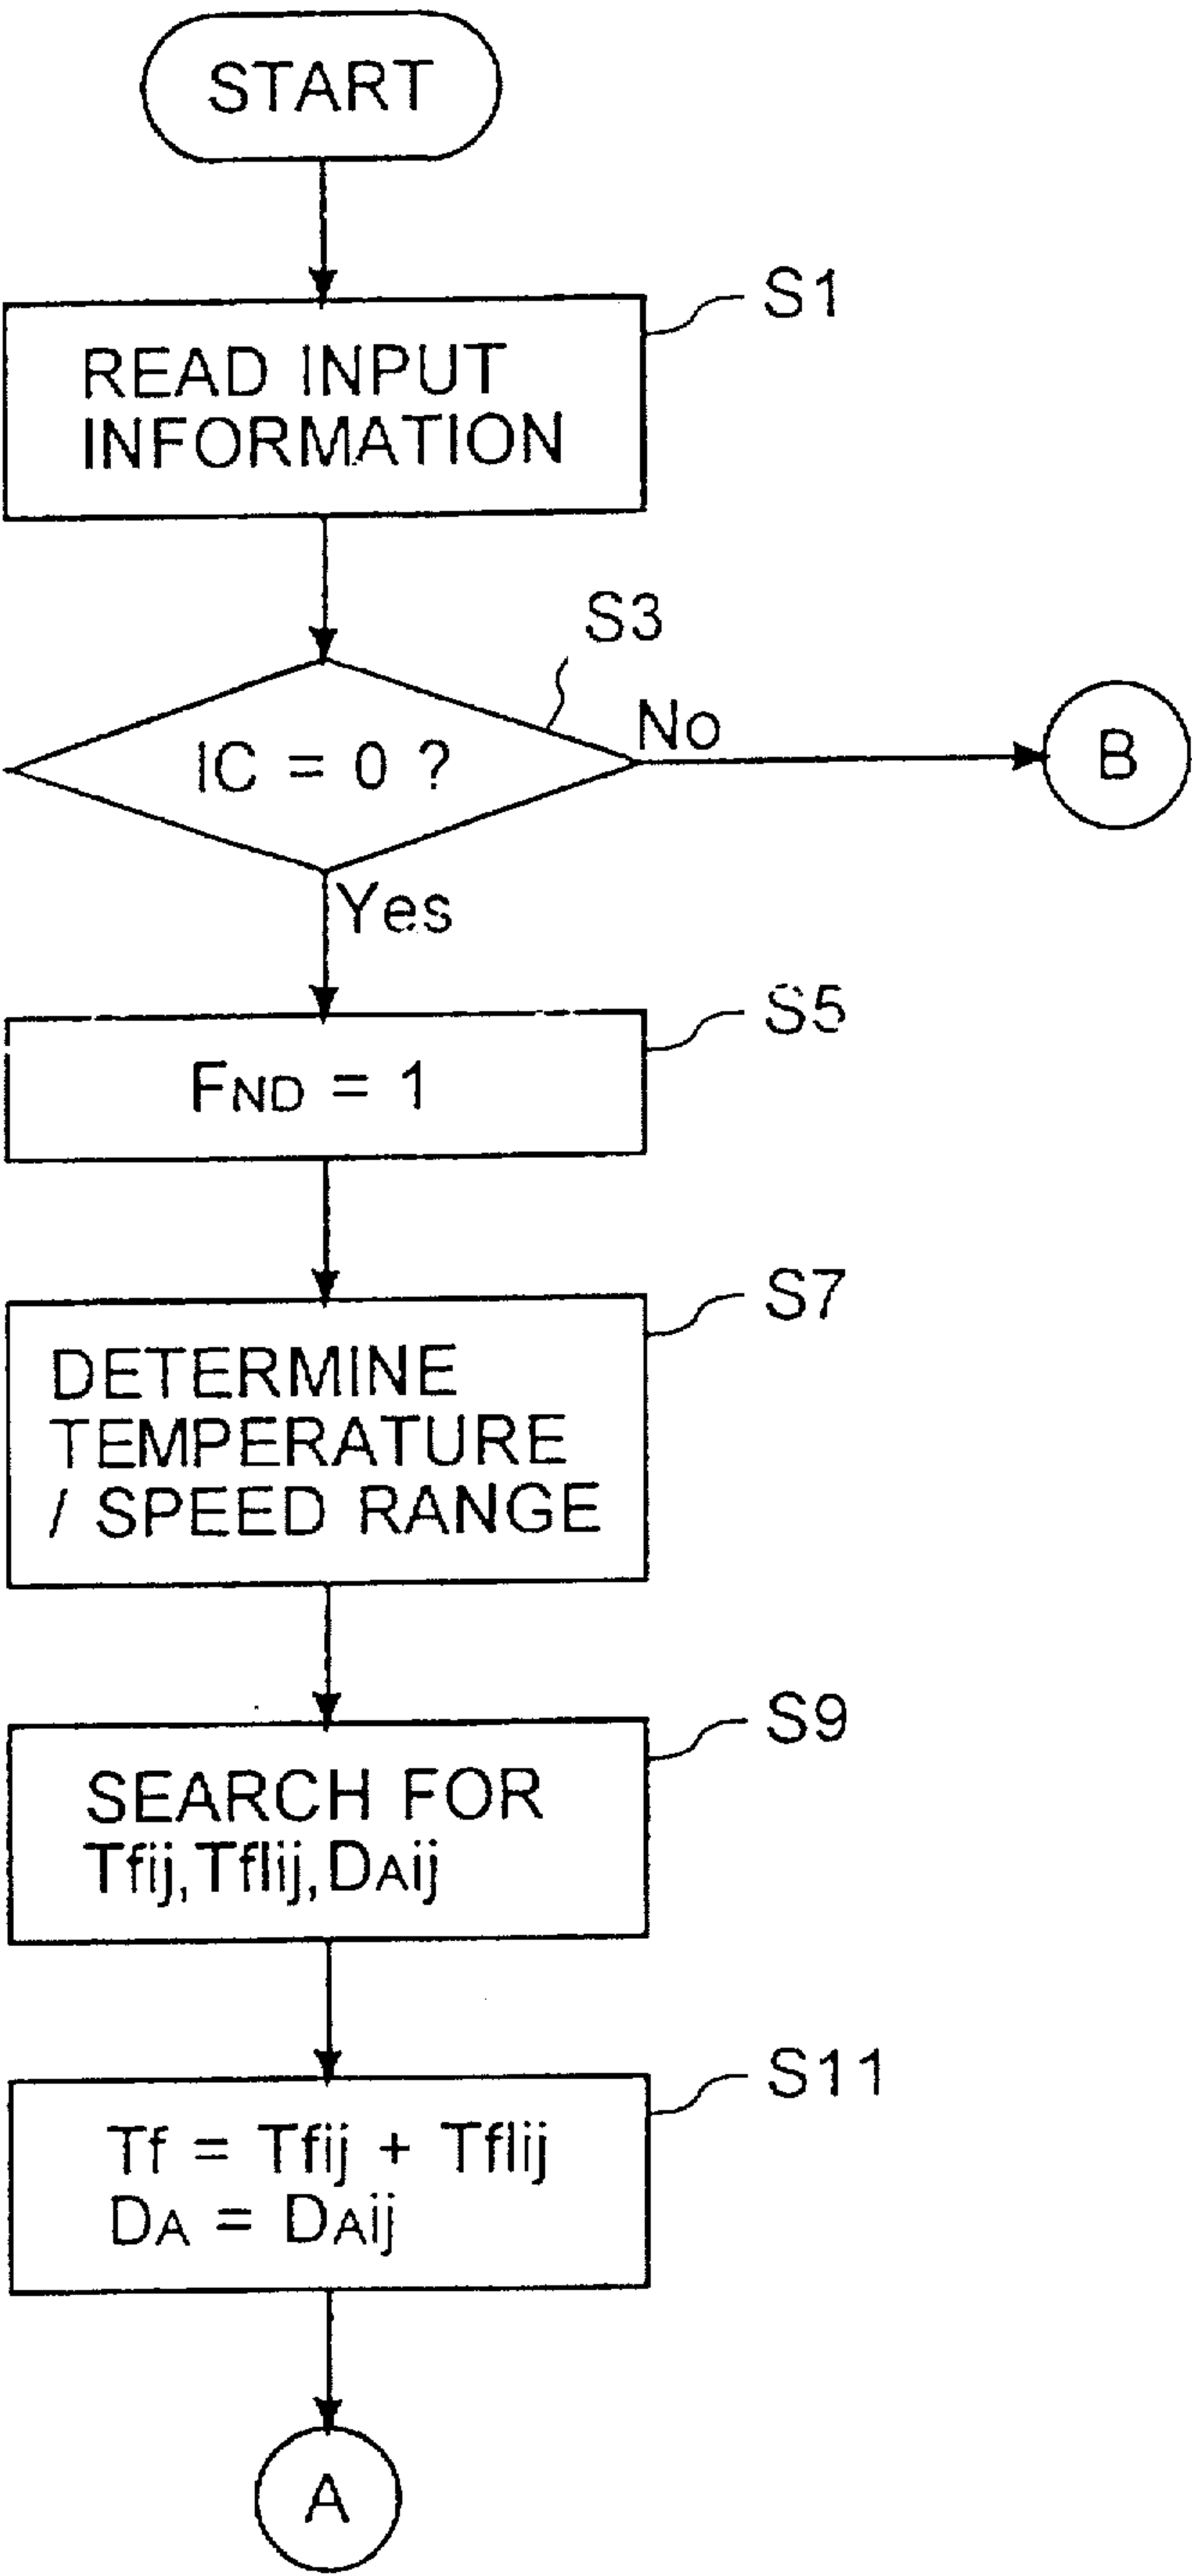 START
S1
READ INPUT
INFORMATION
S3
IC = 0 ?
No
B
Yes
S5
FND = 1
S7
DETERMINE
TEMPERATURE
/ SPEED RANGE
S9
SEARCH FOR
Tfij,Tflij,DAij
S11
Tf = Tfij + Tflij
DA = DAij
A